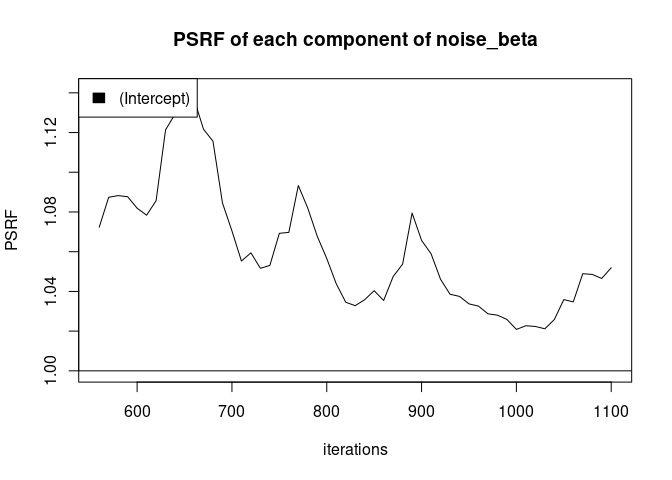 PSRF of each component of noise_beta
(Intercept)
PSRF
1.00
1.04
1.08
1.12
600 700 800 900 1000 1100
iterations